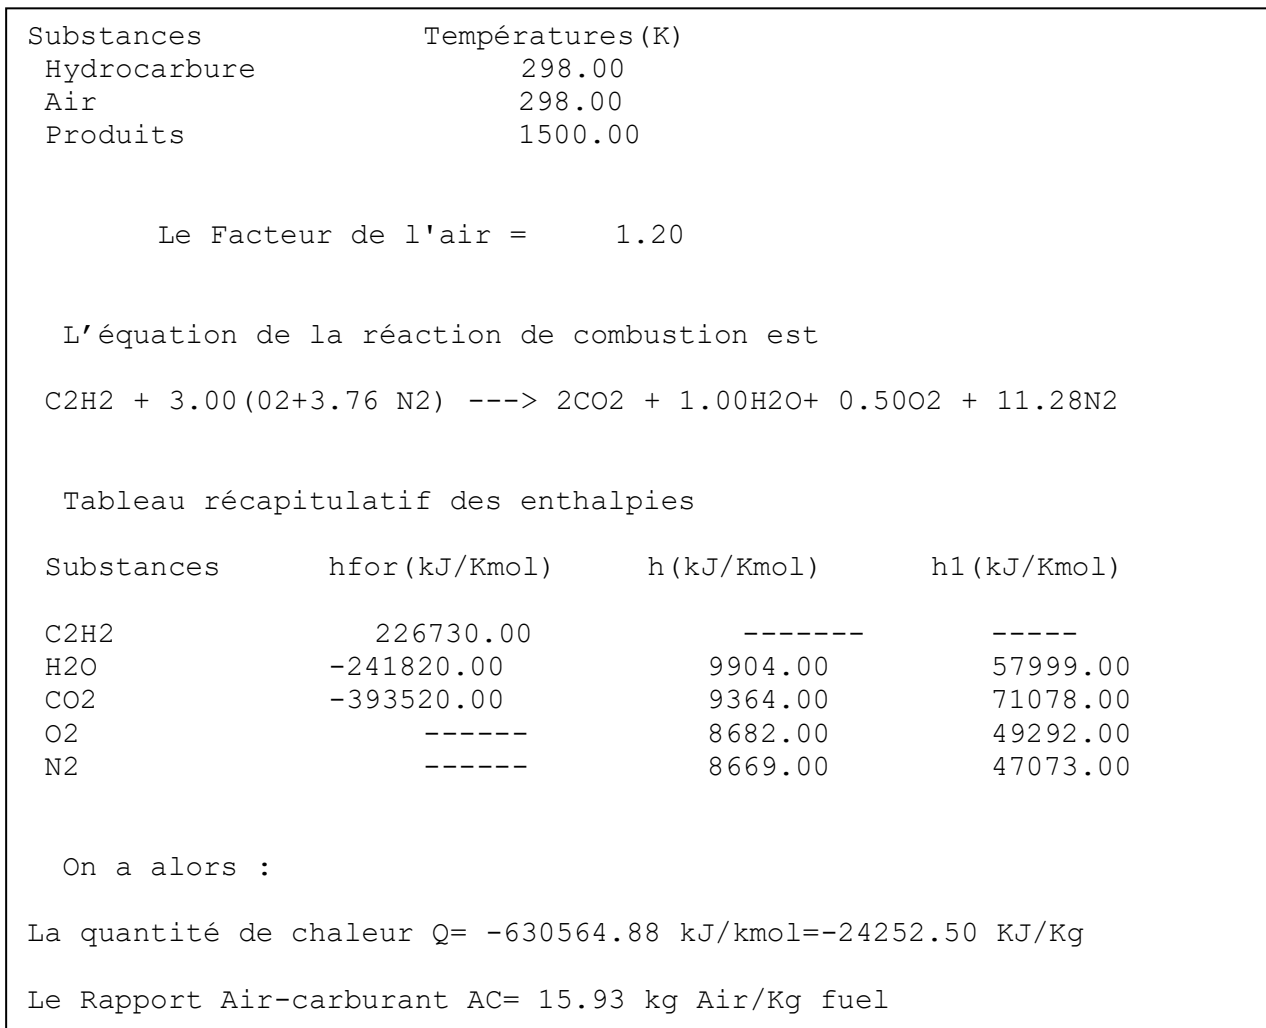 Substances Températures(K)
Hydrocarbure 298.00
Air 298.00
Produits 1500.00
Le Facteur de l'air = 1.20
L’équation de la réaction de combustion est
C2H2 + 3.00(02+3.76 N2) ---> 2CO2 + 1.00H2O+ 0.50O2 + 11.28N2
Tableau récapitulatif des enthalpies
Substances hfor(kJ/Kmol) h(kJ/Kmol) h1(kJ/Kmol)
C2H2 226730.00 ------- -----
H2O -241820.00 9904.00 57999.00
CO2 -393520.00 9364.00 71078.00
O2 ------ 8682.00 49292.00
N2 ------ 8669.00 47073.00
On a alors :
La quantité de chaleur Q= -630564.88 kJ/kmol=-24252.50 KJ/Kg
Le Rapport Air-carburant AC= 15.93 kg Air/Kg fuel